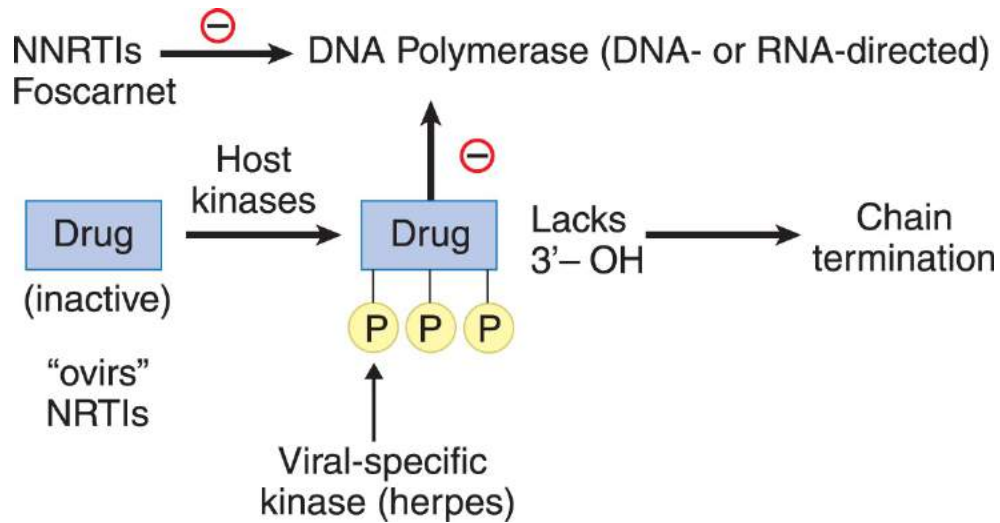 NNRTIs
Foscarnet
DNA Polymerase (DNA- or RNA-directed)
Host
kinases
Drug
(inactive)
"ovirs"
NRTIs
Drug
P P P
Lacks
3'– OH
Chain
termination
Viral-specific
kinase (herpes)